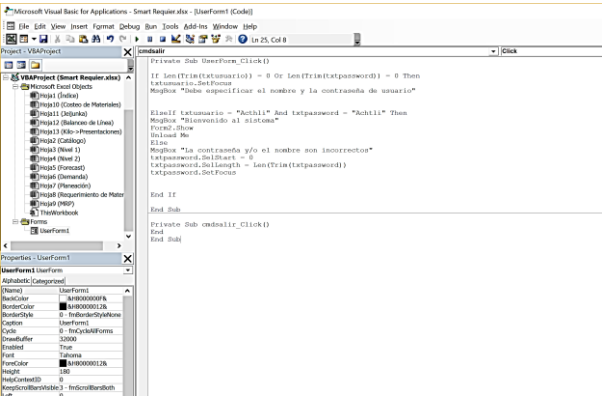 Microsoft Visual Basic for Applications - Smart Requier.xlsx - [UserForm1 (Code)]
File Edit View Insert Format Debug Run Tools Add-Ins Window Help
Ln 25, Col 8
Project - VBAProject
VBAProject (Smart Requier.xlsx)
Microsoft Excel Objects
Hoja1 (Índice)
Hoja10 (Costeo de Materiales)
Hoja11 (Jeijunka)
Hoja12 (Balanceo de Línea)
Hoja13 (Kilo->Presentaciones)
Hoja2 (Catálogo)
Hoja3 (Nivel 1)
Hoja4 (Nivel 2)
Hoja5 (Forecast)
Hoja6 (Demanda)
Hoja7 (Planeación)
Hoja8 (Requerimiento de Mater
Hoja9 (MRP)
ThisWorkbook
Forms
UserForm1
Properties - UserForm1
UserForm1 UserForm
Alphabetic Categorized
(Name) UserForm1
BackColor &H8000000F&
BorderColor &H80000012&
BorderStyle 0 - fmBorderStyleNone
Caption UserForm1
Cycle 0 - fmCycleAllForms
DrawBuffer 32000
Enabled True
Font Tahoma
ForeColor &H80000012&
Height 180
HelpContextID 0
KeepScrollBarsVisible 3 - fmScrollBarsBoth
Left 0
cmdsalir
Click
Private Sub UserForm_Click()
If Len(Trim(txtusuario)) = 0 Or Len(Trim(txtpassword)) = 0 Then
txtusuario.SetFocus
MsgBox "Debe especificar el nombre y la contraseña de usuario"
ElseIf txtusuario = "Acthli" And txtpassword = "Achtli" Then
MsgBox "Bienvenido al sistema"
Form2.Show
Unload Me
Else
MsgBox "La contraseña y/o el nombre son incorrectos"
txtpassword.SelStart = 0
txtpassword.SelLength = Len(Trim(txtpassword))
txtpassword.SetFocus
End If
End Sub
Private Sub cmdsalir_Click()
End
End Sub